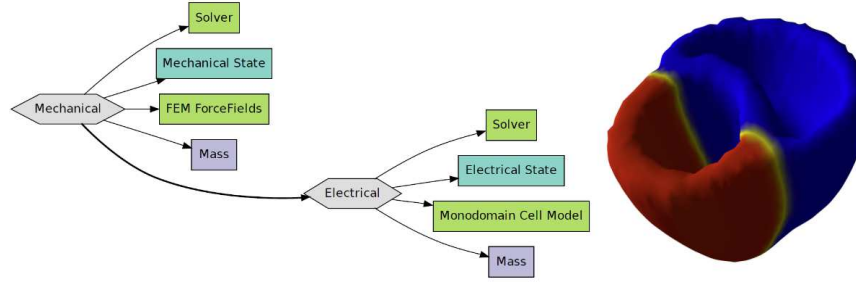 Solver
Mechanical State
Mechanical
FEM ForceFields
Mass
Solver
Electrical State
Electrical
Monodomain Cell Model
Mass